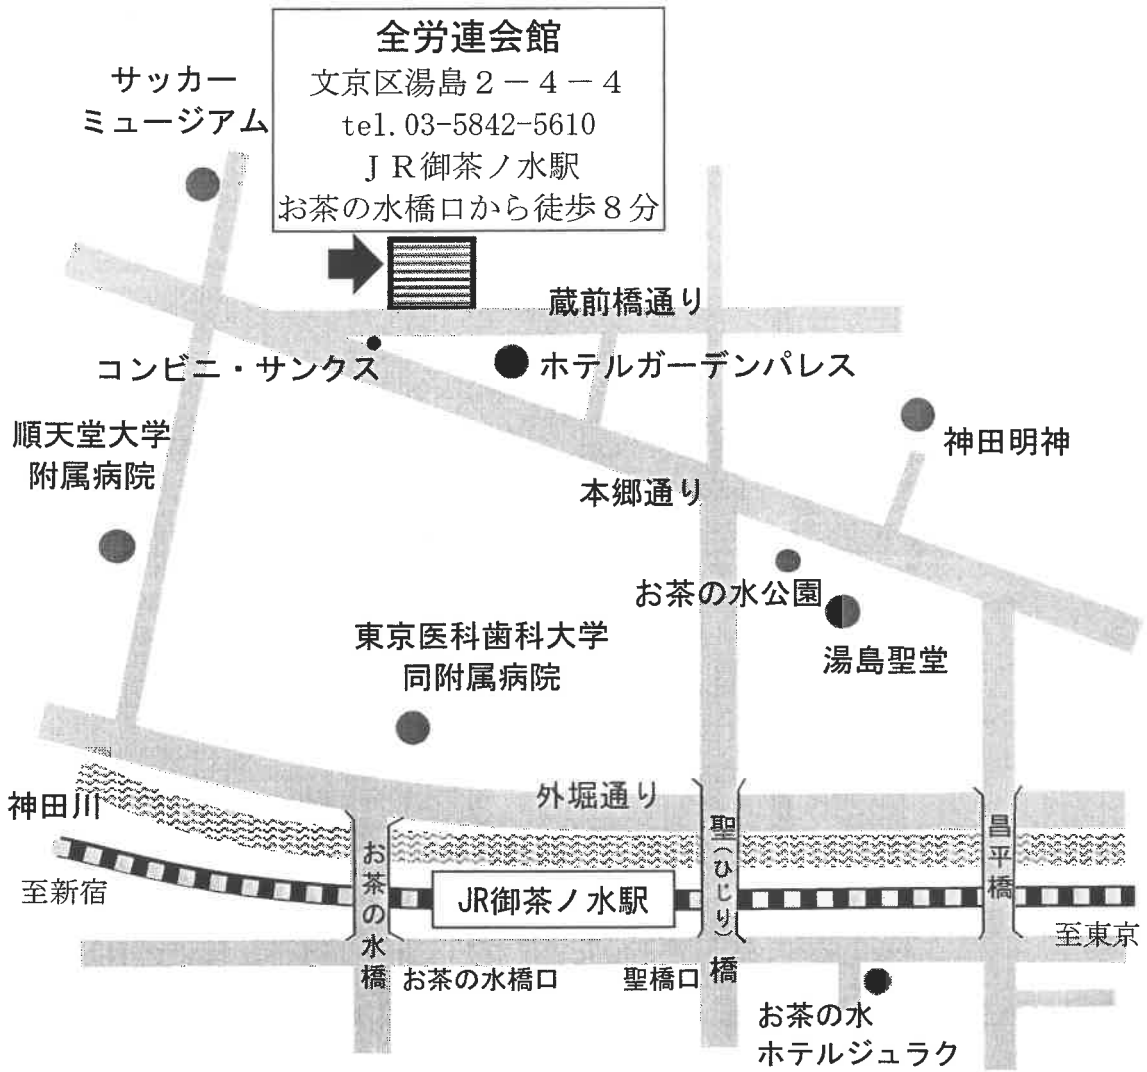 全労連会館
文京区湯島２－４－４
tel.03-5842-5610
ＪＲ御茶ノ水駅
お茶の水橋口から徒歩８分
サッカー
ミュージアム
蔵前橋通り
コンビニ・サンクス
ホテルガーデンパレス
順天堂大学
附属病院
神田明神
本郷通り
お茶の水公園
湯島聖堂
東京医科歯科大学
同附属病院
外堀通り
神田川
お茶の水橋
聖(ひじり)橋
昌平橋
至新宿
JR御茶ノ水駅
至東京
お茶の水橋口
聖橋口
お茶の水
ホテルジュラク